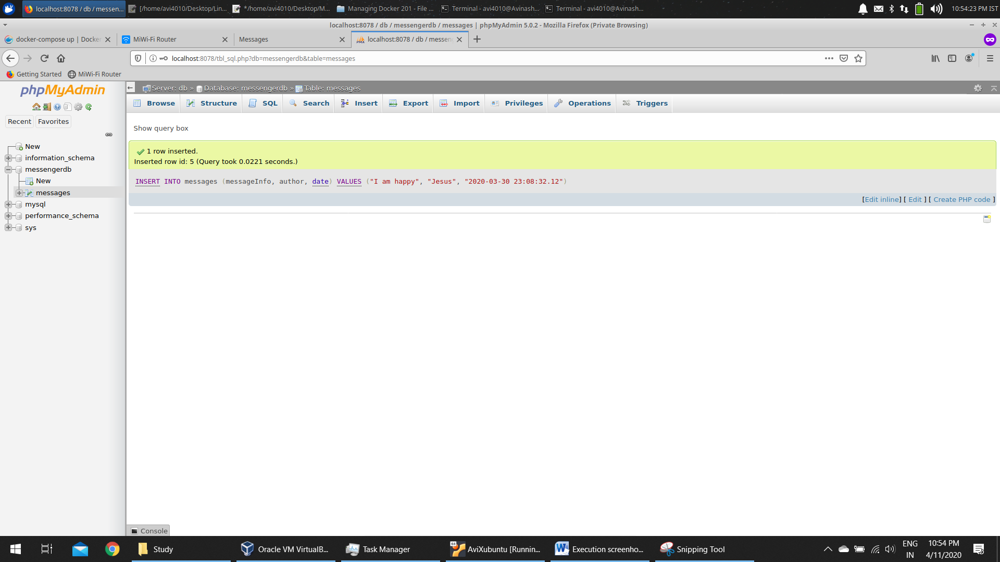 localhost:8078 / db / messen...
[/home/avi4010/Desktop/Lin...
*/home/avi4010/Desktop/M...
Managing Docker 201 - File ...
Terminal - avi4010@Avinash...
Terminal - avi4010@Avinash...
10:54:23 PM IST
localhost:8078 / db / messengerdb / messages | phpMyAdmin 5.0.2 - Mozilla Firefox (Private Browsing)
docker-compose up | Docker
MiWi-Fi Router
Messages
localhost:8078 / db / messen
localhost:8078/tbl_sql.php?db=messengerdb&table=messages
Getting Started
MiWi-Fi Router
phpMyAdmin
Server: db » Database: messengerdb » Table: messages
Browse
Structure
SQL
Search
Insert
Export
Import
Privileges
Operations
Triggers
Recent
Favorites
New
information_schema
messengerdb
New
messages
mysql
performance_schema
sys
Show query box
1 row inserted.
Inserted row id: 5 (Query took 0.0221 seconds.)
INSERT INTO messages (messageInfo, author, date) VALUES ("I am happy", "Jesus", "2020-03-30 23:08:32.12")
[Edit inline] [ Edit ] [ Create PHP code ]
Console
Study
Oracle VM VirtualB...
Task Manager
64
AviXubuntu [Runnin...
Execution screensho...
Snipping Tool
ENG
IN
10:54 PM
4/11/2020